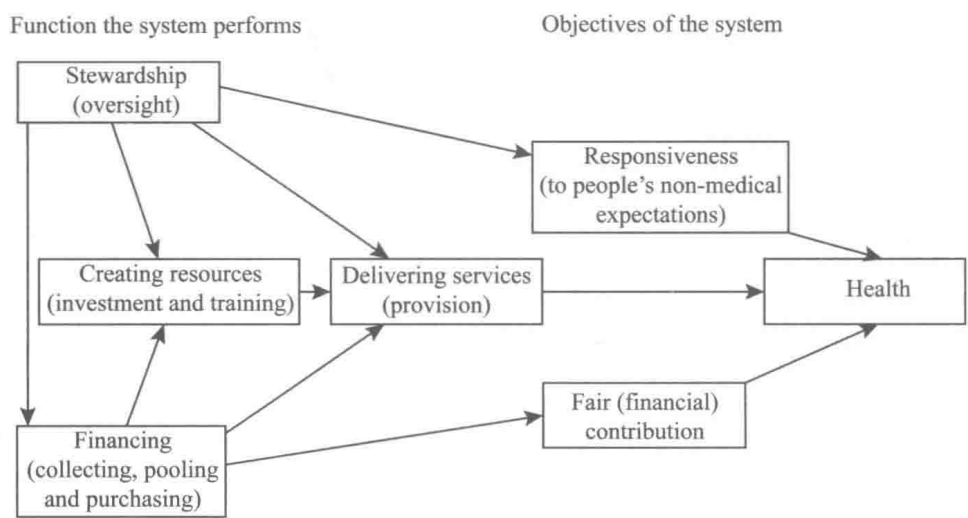 Function the system performs
Objectives of the system
Stewardship
(oversight)
Responsiveness
(to people's non-medical
expectations)
Creating resources
(investment and training)
Delivering services
(provision)
Health
Fair (financial)
contribution
Financing
(collecting, pooling
and purchasing)